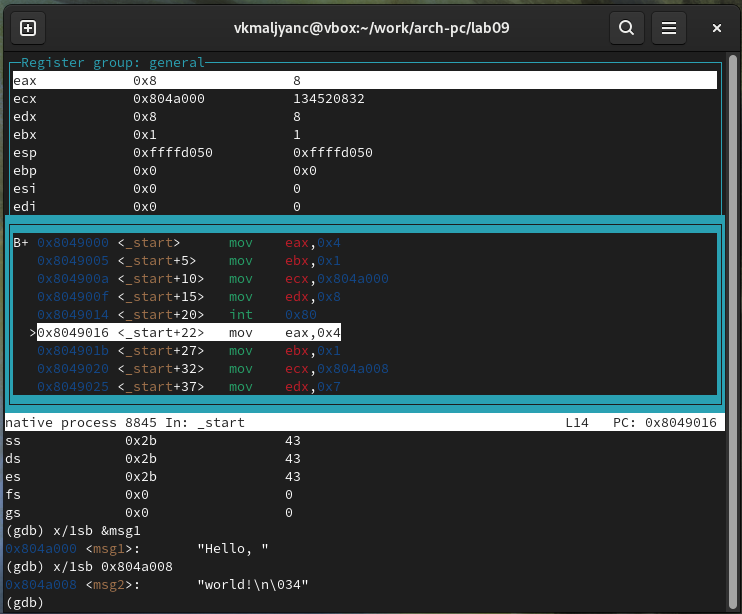 vkmaljyanc@vbox:~/work/arch-pc/lab09
Register group: general
eax 0x8 8
ecx 0x804a000 134520832
edx 0x8 8
ebx 0x1 1
esp 0xffffd050 0xffffd050
ebp 0x0 0x0
esi 0x0 0
edi 0x0 0
B+ 0x8049000 <_start> mov eax,0x4
0x8049005 <_start+5> mov ebx,0x1
0x804900a <_start+10> mov ecx,0x804a000
0x804900f <_start+15> mov edx,0x8
0x8049014 <_start+20> int 0x80
>0x8049016 <_start+22> mov eax,0x4
0x804901b <_start+27> mov ebx,0x1
0x8049020 <_start+32> mov ecx,0x804a008
0x8049025 <_start+37> mov edx,0x7
native process 8845 In: _start L14 PC: 0x8049016
ss 0x2b 43
ds 0x2b 43
es 0x2b 43
fs 0x0 0
gs 0x0 0
(gdb) x/1sb &msg1
0x804a000 <msg1>: "Hello, "
(gdb) x/1sb 0x804a008
0x804a008 <msg2>: "world!\n\034"
(gdb)